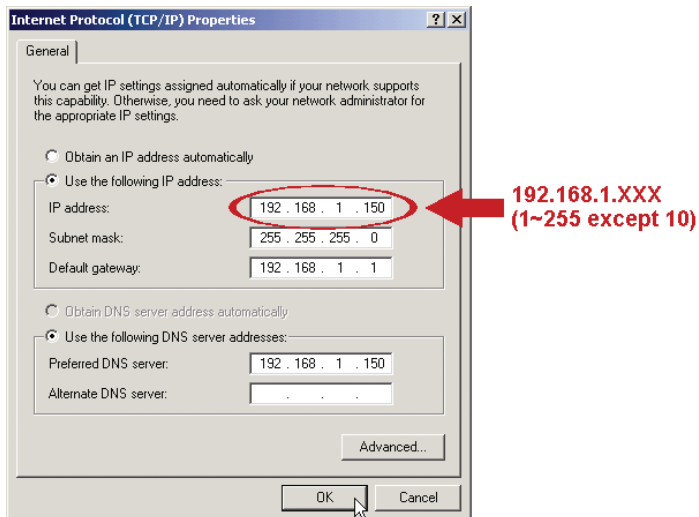 Internet Protocol (TCP/IP) Properties
General
You can get IP settings assigned automatically if your network supports
this capability. Otherwise, you need to ask your network administrator for
the appropriate IP settings.
Obtain an IP address automatically
Use the following IP address:
IP address: 192 . 168 . 1 . 150
192.168.1.XXX
(1~255 except 10)
Subnet mask: 255 . 255 . 255 . 0
Default gateway: 192 . 168 . 1 . 1
Obtain DNS server address automatically
Use the following DNS server addresses:
Preferred DNS server: 192 . 168 . 1 . 150
Alternate DNS server: . . .
Advanced...
OK
Cancel